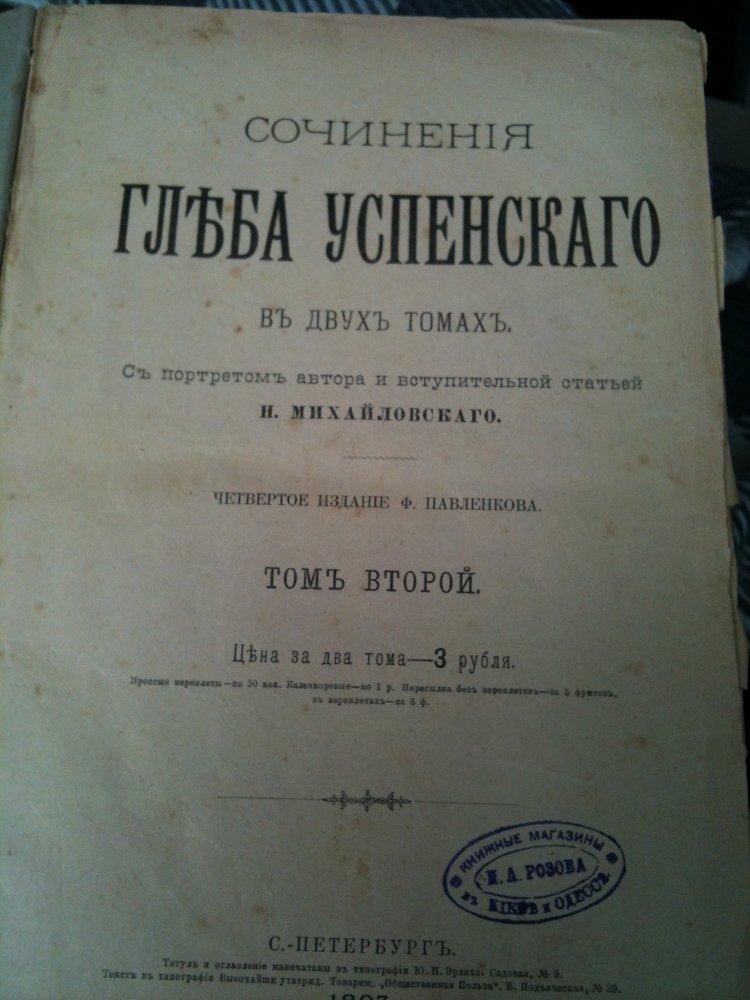 СОЧИНЕНІЯ
ГЛѢБА УСПЕНСКАГО
ВЪ ДВУХЪ ТОМАХЪ.
Съ портретомъ автора и вступительной статьей
Н. МИХАЙЛОВСКАГО.
ЧЕТВЕРТОЕ ИЗДАНІЕ Ф. ПАВЛЕНКОВА.
ТОМЪ ВТОРОЙ.
Цѣна за два тома—3 рубля.
Простые переплеты—по 50 коп. Каленкоровые—по 1 р. Пересылка безъ переплетовъ—за 5 фунтовъ,
въ переплетахъ—за 6 ф.
КНИЖНЫЕ МАГАЗИНЫ
Н. А. РОЗОВА
въ КІЕВѢ и ОДЕССѢ
С.-ПЕТЕРБУРГЪ.
Титулъ и оглавленіе напечатаны въ типографіи Ю. Н. Эрлихъ. Садовая, № 9.
Текстъ въ типографіи Высочайше утвержд. Товарищ. „Общественная Польза". Б. Подъяческая, № 39.